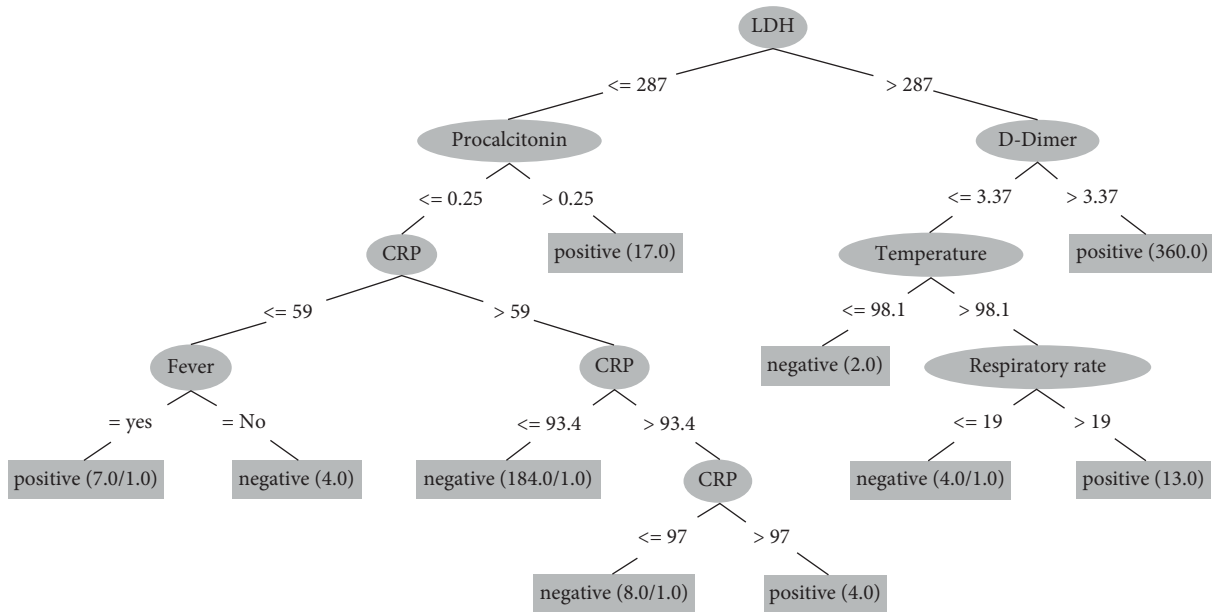 LDH
<= 287
> 287
Procalcitonin
D-Dimer
<= 0.25
> 0.25
<= 3.37
> 3.37
CRP
positive (17.0)
Temperature
positive (360.0)
<= 59
> 59
<= 98.1
> 98.1
Fever
CRP
negative (2.0)
Respiratory rate
= yes
= No
<= 93.4
> 93.4
<= 19
> 19
positive (7.0/1.0)
negative (4.0)
negative (184.0/1.0)
CRP
negative (4.0/1.0)
positive (13.0)
<= 97
> 97
negative (8.0/1.0)
positive (4.0)